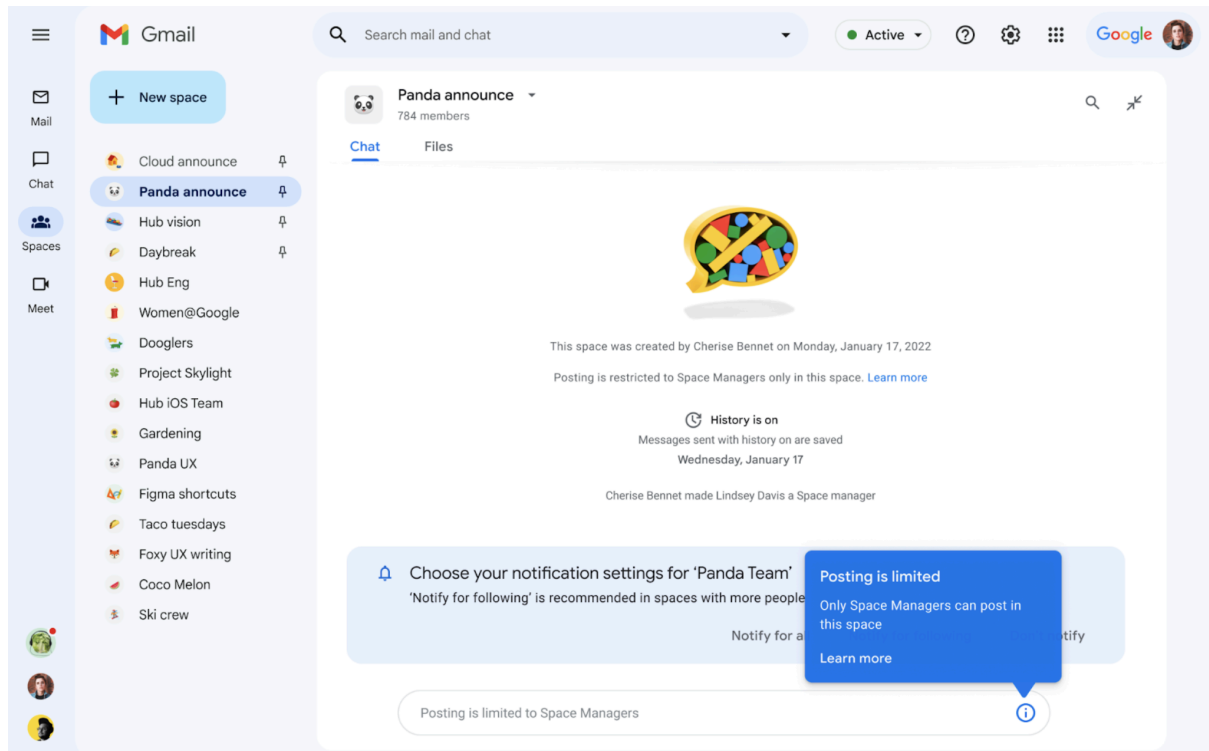 Gmail
Search mail and chat
Active
Google
Mail
Chat
Spaces
Meet
New space
Cloud announce
Panda announce
Hub vision
Daybreak
Hub Eng
Women@Google
Dooglers
Project Skylight
Hub iOS Team
Gardening
Panda UX
Figma shortcuts
Taco tuesdays
Foxy UX writing
Coco Melon
Ski crew
Panda announce
784 members
Chat Files
This space was created by Cherise Bennet on Monday, January 17, 2022
Posting is restricted to Space Managers only in this space. Learn more
History is on
Messages sent with history on are saved
Wednesday, January 17
Cherise Bennet made Lindsey Davis a Space manager
Choose your notification settings for ‘Panda Team’
‘Notify for following’ is recommended in spaces with more people
Notify for
Posting is limited
Only Space Managers can post in
this space
Learn more
Posting is limited to Space Managers